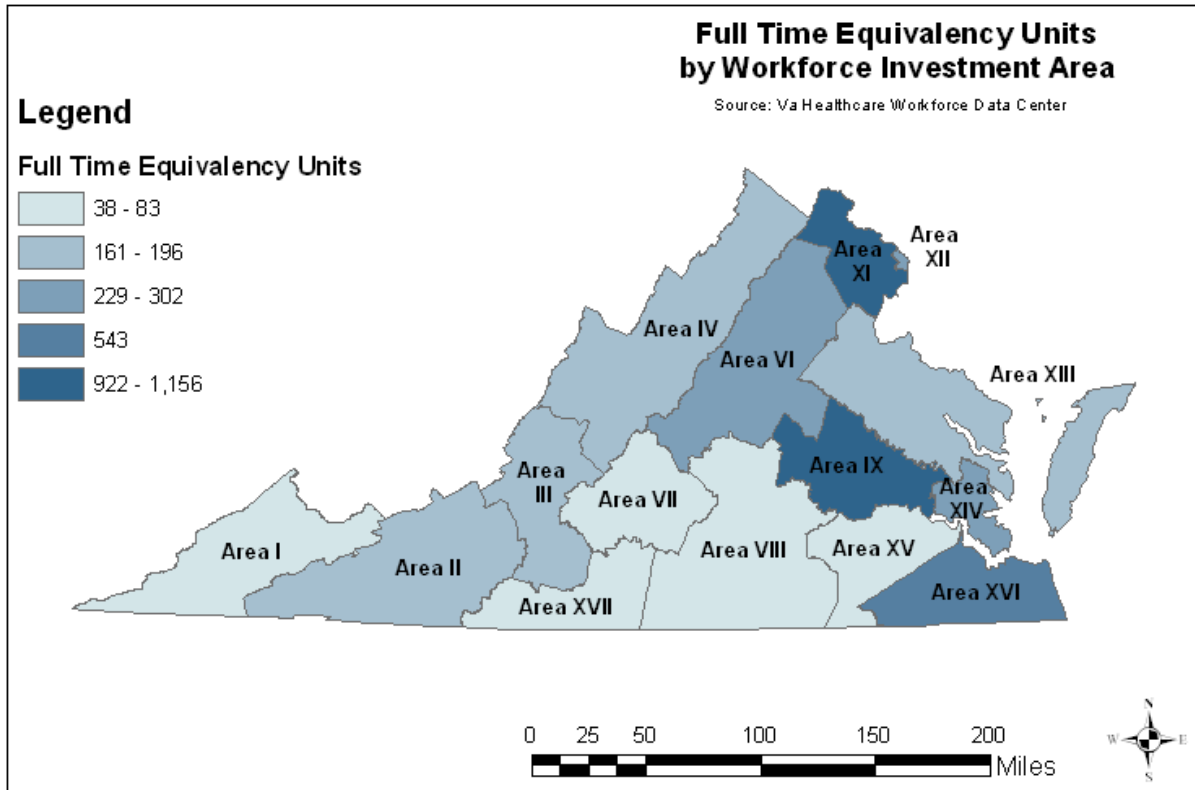 Full Time Equivalency Units
by Workforce Investment Area
Source: Va Healthcare Workforce Data Center
Legend
Full Time Equivalency Units
38 - 83
161 - 196
229 - 302
543
922 - 1,156
Area
XII
Area
XI
Area IV
Area VI
Area XIII
Area
III
Area IX
Area VII
Area
XIV
Area I
Area II
Area VIII
Area XV
Area XVII
Area XVI
0 25 50 100 150 200
Miles
N
W E
S